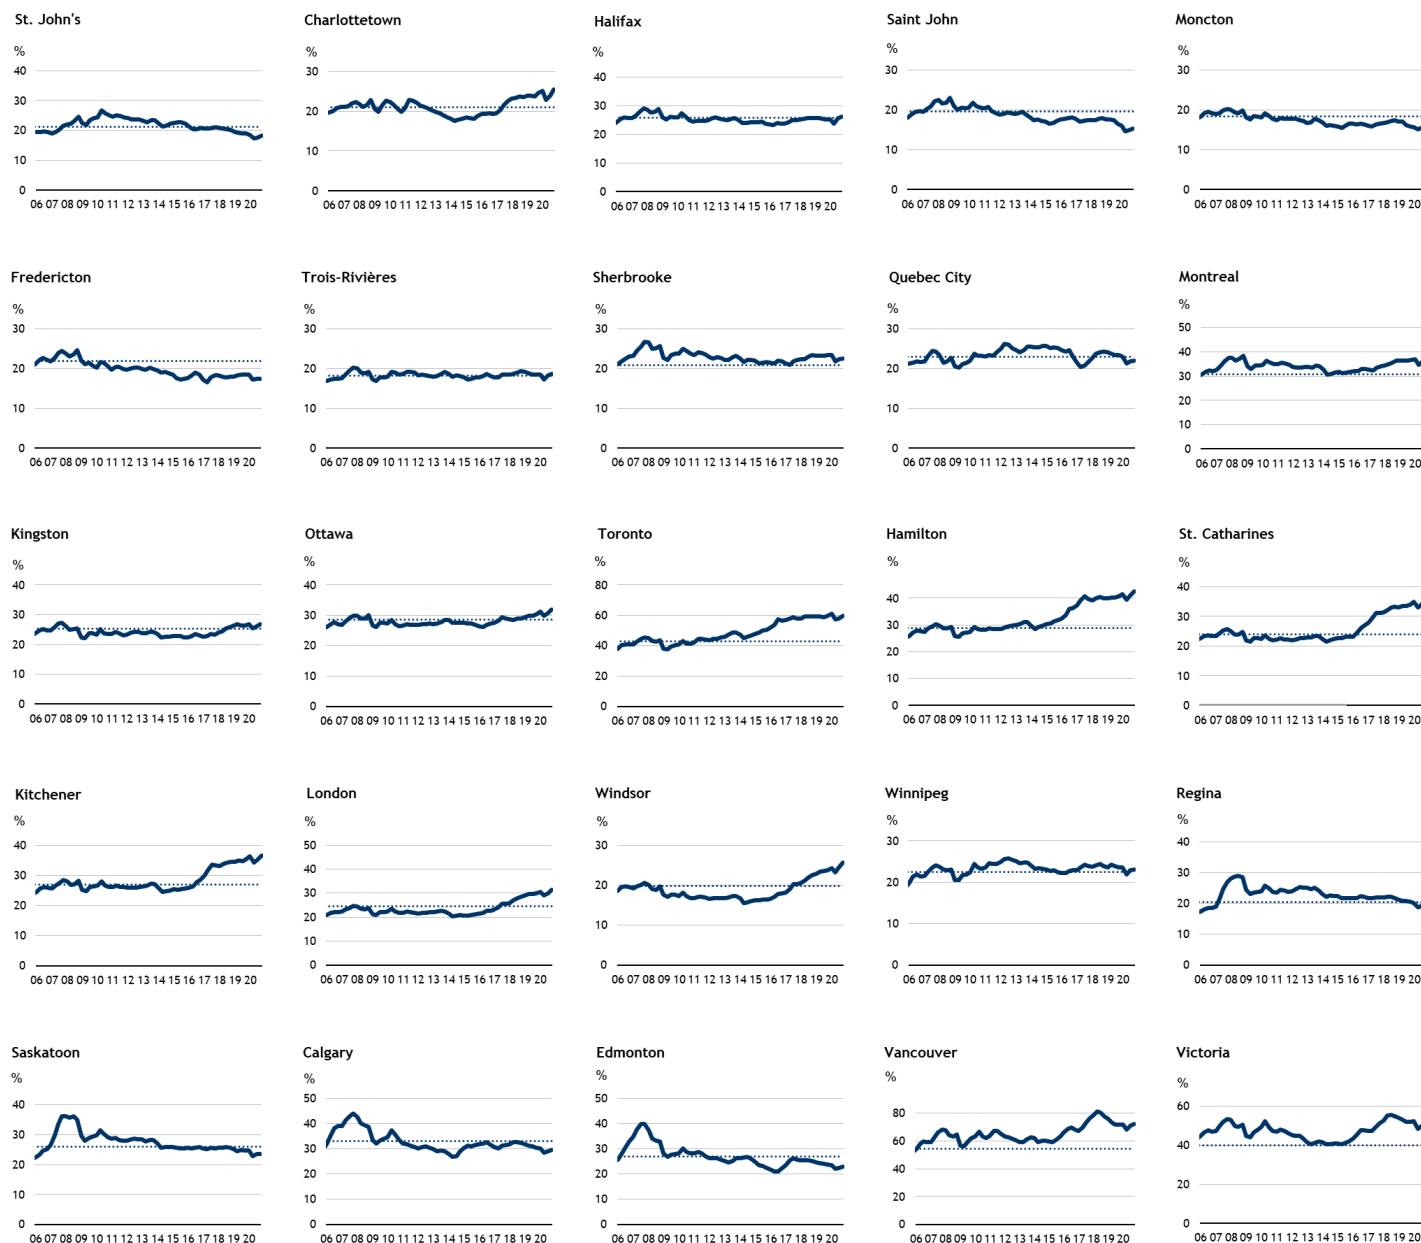 St. John's
%
40
30
20
10
0
06 07 08 09 10 11 12 13 14 15 16 17 18 19 20
Charlottetown
%
30
20
10
0
06 07 08 09 10 11 12 13 14 15 16 17 18 19 20
Halifax
%
40
30
20
10
0
06 07 08 09 10 11 12 13 14 15 16 17 18 19 20
Saint John
%
30
20
10
0
06 07 08 09 10 11 12 13 14 15 16 17 18 19 20
Moncton
%
30
20
10
0
06 07 08 09 10 11 12 13 14 15 16 17 18 19 20
Fredericton
%
30
20
10
0
06 07 08 09 10 11 12 13 14 15 16 17 18 19 20
Trois-Rivières
%
30
20
10
0
06 07 08 09 10 11 12 13 14 15 16 17 18 19 20
Sherbrooke
%
30
20
10
0
06 07 08 09 10 11 12 13 14 15 16 17 18 19 20
Quebec City
%
30
20
10
0
06 07 08 09 10 11 12 13 14 15 16 17 18 19 20
Montreal
%
50
40
30
20
10
0
06 07 08 09 10 11 12 13 14 15 16 17 18 19 20
Kingston
%
40
30
20
10
0
06 07 08 09 10 11 12 13 14 15 16 17 18 19 20
Ottawa
%
40
30
20
10
0
06 07 08 09 10 11 12 13 14 15 16 17 18 19 20
Toronto
%
80
60
40
20
0
06 07 08 09 10 11 12 13 14 15 16 17 18 19 20
Hamilton
%
40
30
20
10
0
06 07 08 09 10 11 12 13 14 15 16 17 18 19 20
St. Catharines
%
40
30
20
10
0
06 07 08 09 10 11 12 13 14 15 16 17 18 19 20
Kitchener
%
40
30
20
10
0
06 07 08 09 10 11 12 13 14 15 16 17 18 19 20
London
%
50
40
30
20
10
0
06 07 08 09 10 11 12 13 14 15 16 17 18 19 20
Windsor
%
30
20
10
0
06 07 08 09 10 11 12 13 14 15 16 17 18 19 20
Winnipeg
%
30
20
10
0
06 07 08 09 10 11 12 13 14 15 16 17 18 19 20
Regina
%
40
30
20
10
0
06 07 08 09 10 11 12 13 14 15 16 17 18 19 20
Saskatoon
%
40
30
20
10
0
06 07 08 09 10 11 12 13 14 15 16 17 18 19 20
Calgary
%
50
40
30
20
10
0
06 07 08 09 10 11 12 13 14 15 16 17 18 19 20
Edmonton
%
50
40
30
20
10
0
06 07 08 09 10 11 12 13 14 15 16 17 18 19 20
Vancouver
%
80
60
40
20
0
06 07 08 09 10 11 12 13 14 15 16 17 18 19 20
Victoria
%
60
40
20
0
06 07 08 09 10 11 12 13 14 15 16 17 18 19 20